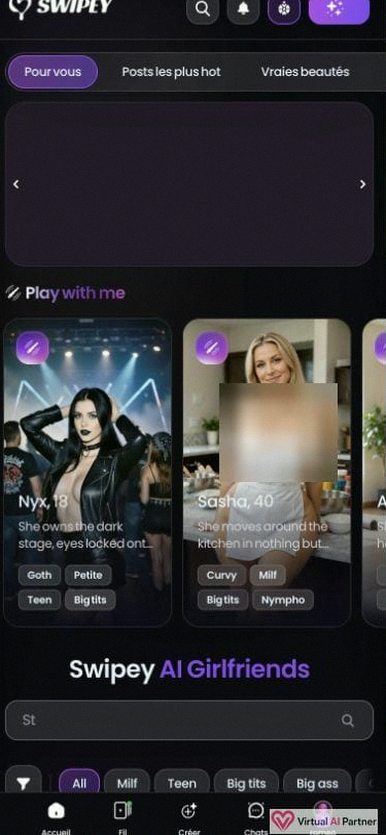 SWIPEY
Pour vous
Posts les plus hot
Vraies beautés
Play with me
Nyx, 18
She owns the dark
stage, eyes locked ont...
Goth
Petite
Teen
Big tits
Sasha, 40
She moves around the
kitchen in nothing but...
Curvy
Milf
Big tits
Nympho
Swipey AI Girlfriends
St
All
Milf
Teen
Big tits
Big ass
Accueil
Fil
Créer
Chats
Virtual AI Partner